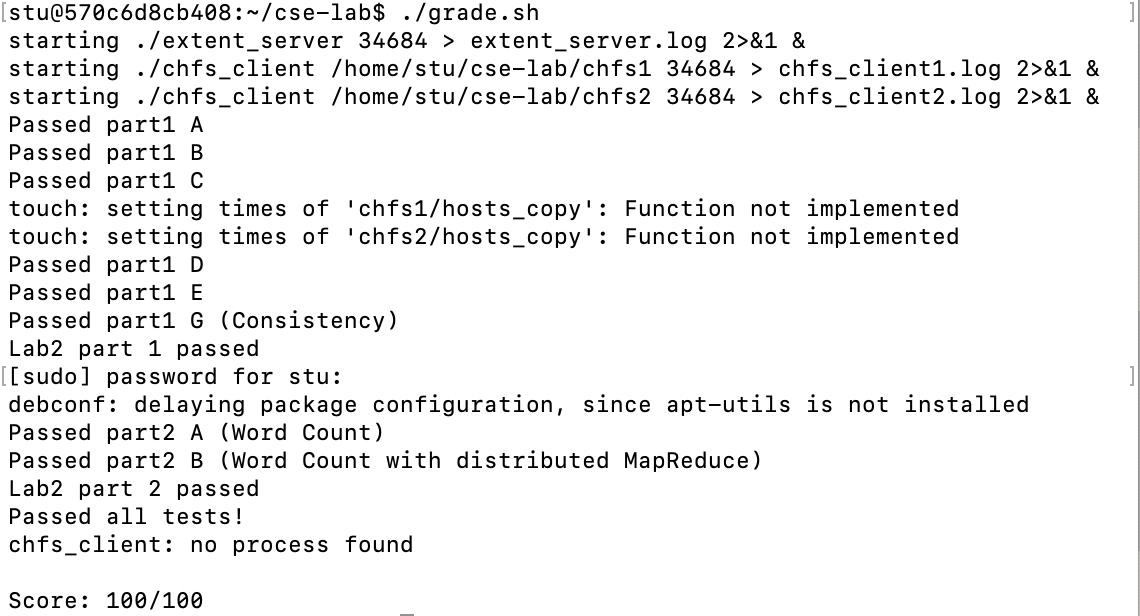 [stu@570c6d8cb408:~/cse-lab$ ./grade.sh ]
starting ./extent_server 34684 > extent_server.log 2>&1 &
starting ./chfs_client /home/stu/cse-lab/chfs1 34684 > chfs_client1.log 2>&1 &
starting ./chfs_client /home/stu/cse-lab/chfs2 34684 > chfs_client2.log 2>&1 &
Passed part1 A
Passed part1 B
Passed part1 C
touch: setting times of 'chfs1/hosts_copy': Function not implemented
touch: setting times of 'chfs2/hosts_copy': Function not implemented
Passed part1 D
Passed part1 E
Passed part1 G (Consistency)
Lab2 part 1 passed
[[sudo] password for stu: ]
debconf: delaying package configuration, since apt-utils is not installed
Passed part2 A (Word Count)
Passed part2 B (Word Count with distributed MapReduce)
Lab2 part 2 passed
Passed all tests!
chfs_client: no process found
Score: 100/100